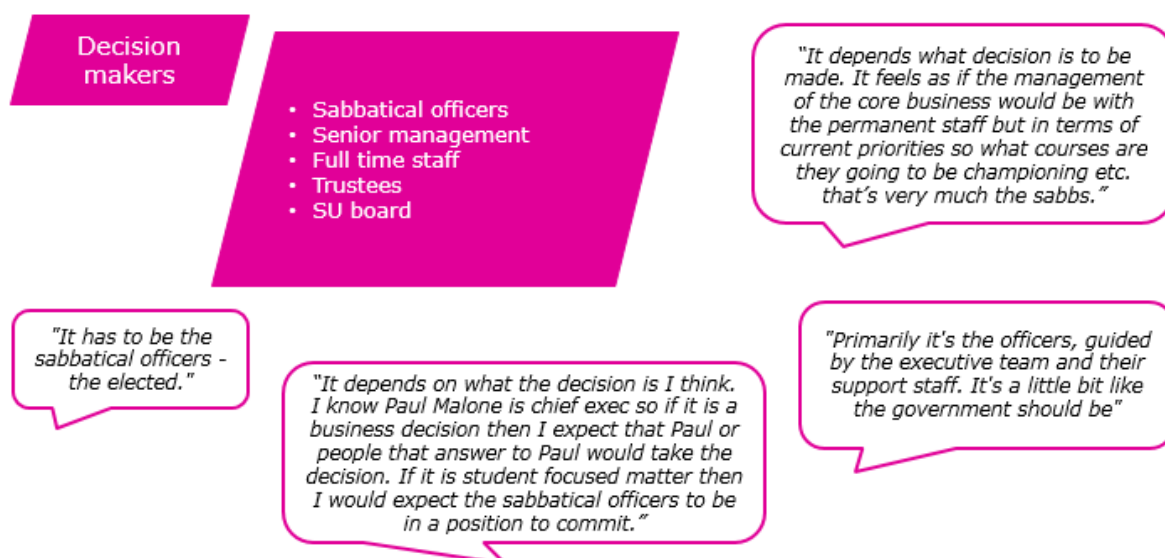 Decision
makers
• Sabbatical officers
• Senior management
• Full time staff
• Trustees
• SU board
“It depends what decision is to be
made. It feels as if the management
of the core business would be with
the permanent staff but in terms of
current priorities so what courses are
they going to be championing etc.
that’s very much the sabbs.”
"It has to be the
sabbatical officers -
the elected."
“It depends on what the decision is I think.
I know Paul Malone is chief exec so if it is a
business decision then I expect that Paul or
people that answer to Paul would take the
decision. If it is student focused matter then
I would expect the sabbatical officers to be
in a position to commit.”
"Primarily it's the officers, guided
by the executive team and their
support staff. It's a little bit like
the government should be"